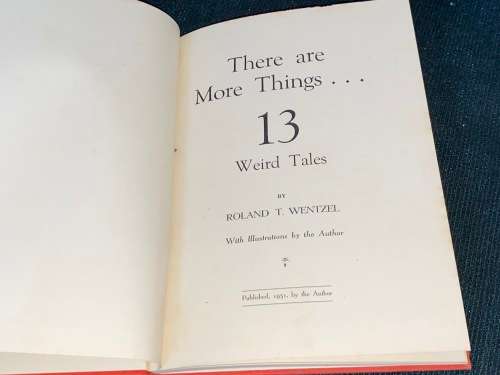 There are
More Things . . .
13
Weird Tales
BY
ROLAND T. WENTZEL
With Illustrations by the Author
Published, 1951, by the Author